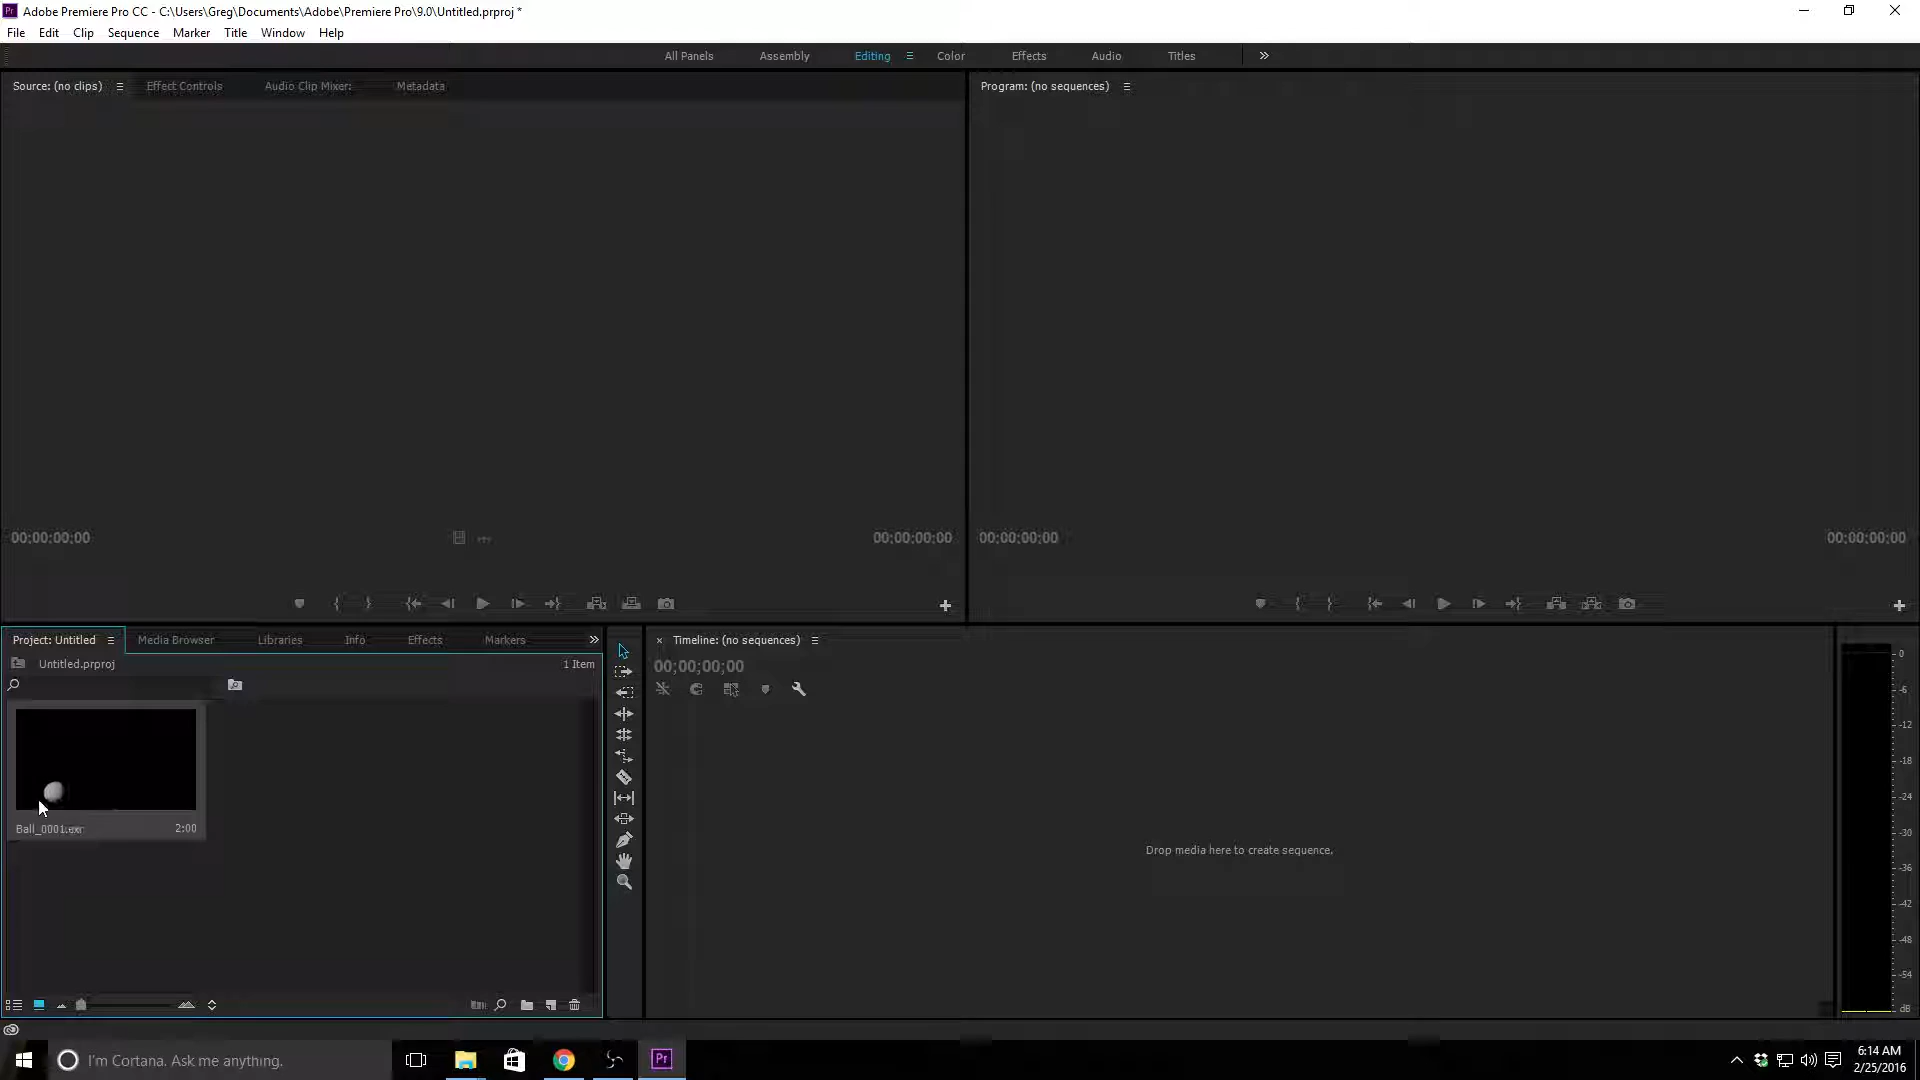 Pr Adobe Premiere Pro CC - C:\Users\Greg\Documents\Adobe\Premiere Pro\9.0\Untitled.prproj *
File Edit Clip Sequence Marker Title Window Help
All Panels Assembly Editing Color Effects Audio Titles
Source: (no clips) Effect Controls Audio Clip Mixer: Metadata
Program: (no sequences)
00;00;00;00 00;00;00;00
00;00;00;00 00;00;00;00
Project: Untitled Media Browser Libraries Info Effects Markers
Timeline: (no sequences)
Untitled.prproj 1 Item
00;00;00;00
Ball_0001.exr 2:00
Drop media here to create sequence.
0
-6
-12
-18
-24
-30
-36
-42
-48
-54
dB
I'm Cortana. Ask me anything.
Pr
6:14 AM
2/25/2016